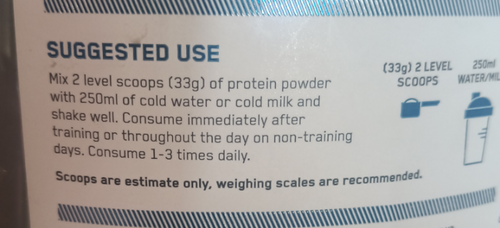 SUGGESTED USE
Mix 2 level scoops (33g) of protein powder
with 250ml of cold water or cold milk and
shake well. Consume immediately after
training or throughout the day on non-training
days. Consume 1-3 times daily.
Scoops are estimate only, weighing scales are recommended.
(33g) 2 LEVEL
SCOOPS
250ml
WATER/MIL